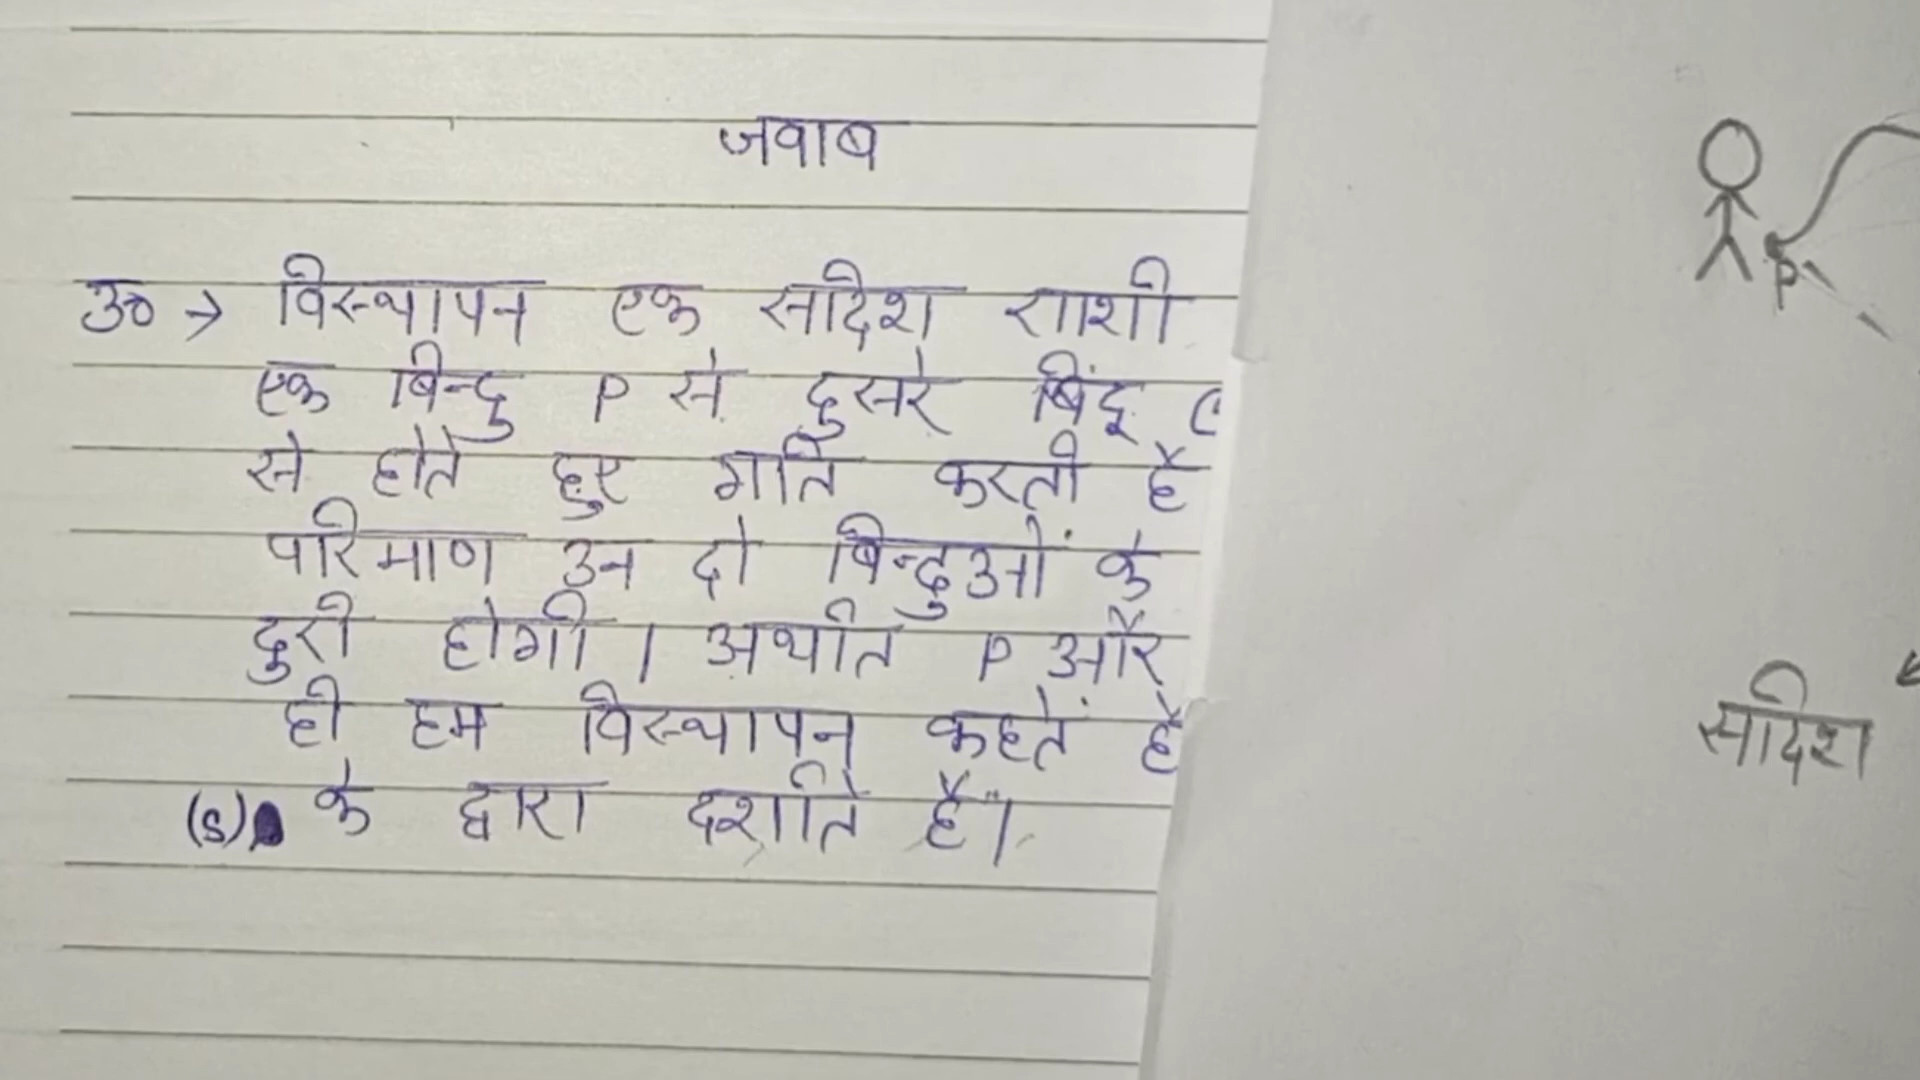 जवाब
उ० → विस्थापन एक सदिश राशी
एक बिन्दु P से दुसरे बिंदू
से होते हुए गति करती है
परिमाण उन दो बिन्दुओं के
दुरी होगी । अर्थात P और
ही हम विस्थापन कहतें है
(s) के द्वारा दर्शाते है।
P
सदिश